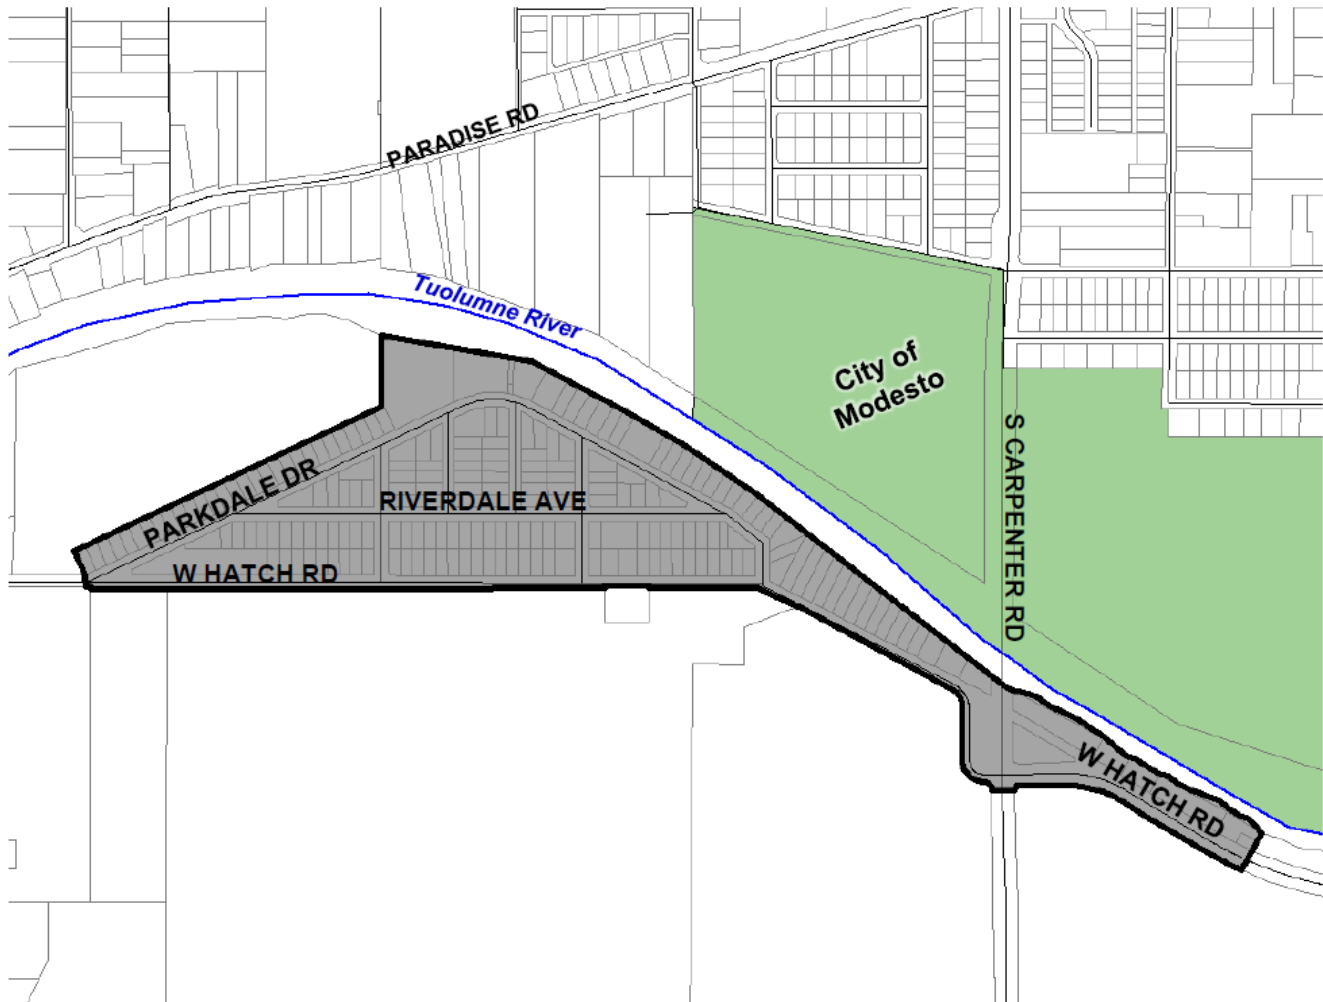 PARADISE RD
Tuolumne River
City of
Modesto
S CARPENTER RD
PARKDALE DR
RIVERDALE AVE
W HATCH RD
W HATCH RD